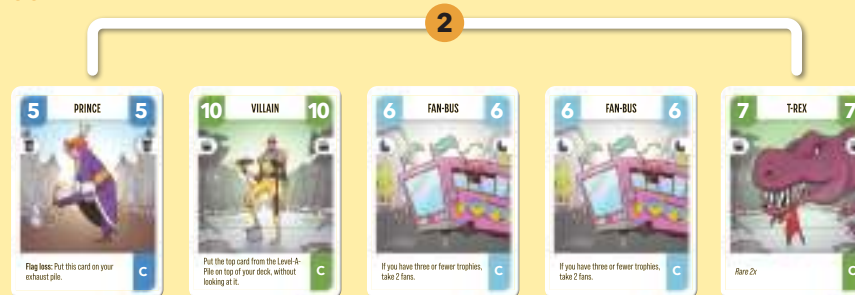 2
5 PRINCE 5
Flag loss: Put this card on your
exhaust pile.
C
10 VILLAIN 10
Put the top card from the Level-A-
Pile on top of your deck, without
looking at it.
C
6 FAN-BUS 6
If you have three or fewer trophies,
take 2 fans.
C
6 FAN-BUS 6
If you have three or fewer trophies,
take 2 fans.
C
7 T-REX 7
Rare 2x
C